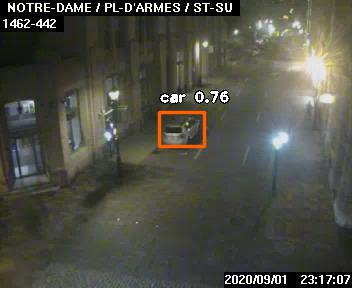 NOTRE-DAME / PL-D'ARMES / ST-SU
1462-442
car 0.76
2020/09/01 23:17:07